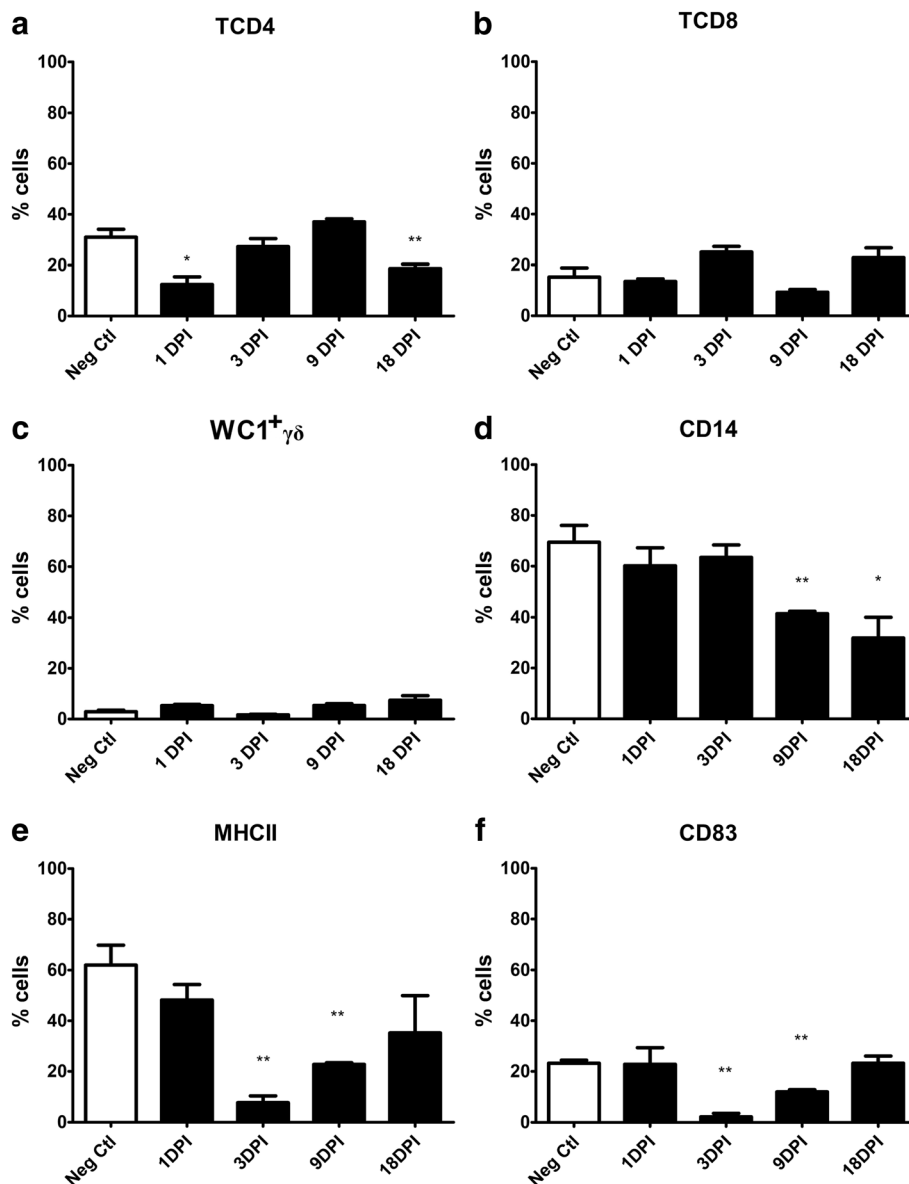 a TCD4
100
80
60
40
20
0
% cells
*
**
Neg Ctl 1 DPI 3 DPI 9 DPI 18 DPI
b TCD8
100
80
60
40
20
0
% cells
Neg Ctl 1 DPI 3 DPI 9 DPI 18 DPI
c WC1+γδ
100
80
60
40
20
0
% cells
Neg Ctl 1 DPI 3 DPI 9 DPI 18 DPI
d CD14
100
80
60
40
20
0
% cells
** *
Neg Ctl 1DPI 3DPI 9DPI 18DPI
e MHCII
100
80
60
40
20
0
% cells
**
**
Neg Ctl 1DPI 3DPI 9DPI 18DPI
f CD83
100
80
60
40
20
0
% cells
**
**
Neg Ctl 1DPI 3DPI 9DPI 18DPI